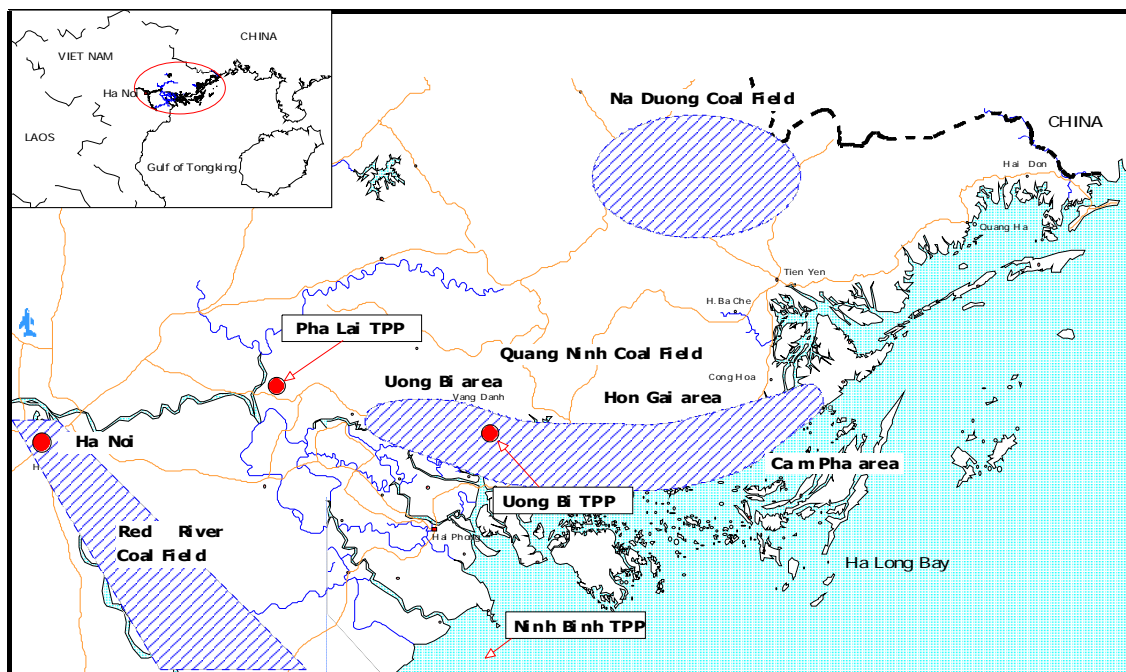 CHINA
VIET NAM
Ha Noi
LAOS
Gulf of Tongking
Na Duong Coal Field
CHINA
Hai Don
Quang Ha
Tien Yen
H. Ba Che
Pha Lai TPP
Quang Ninh Coal Field
Uong Bi area
Vang Danh
Cong Hoa
Hon Gai area
Ha Noi
H
Cam Pha area
Uong Bi TPP
Red River
Coal Field
Hai Phong
Ha Long Bay
Ninh Binh TPP